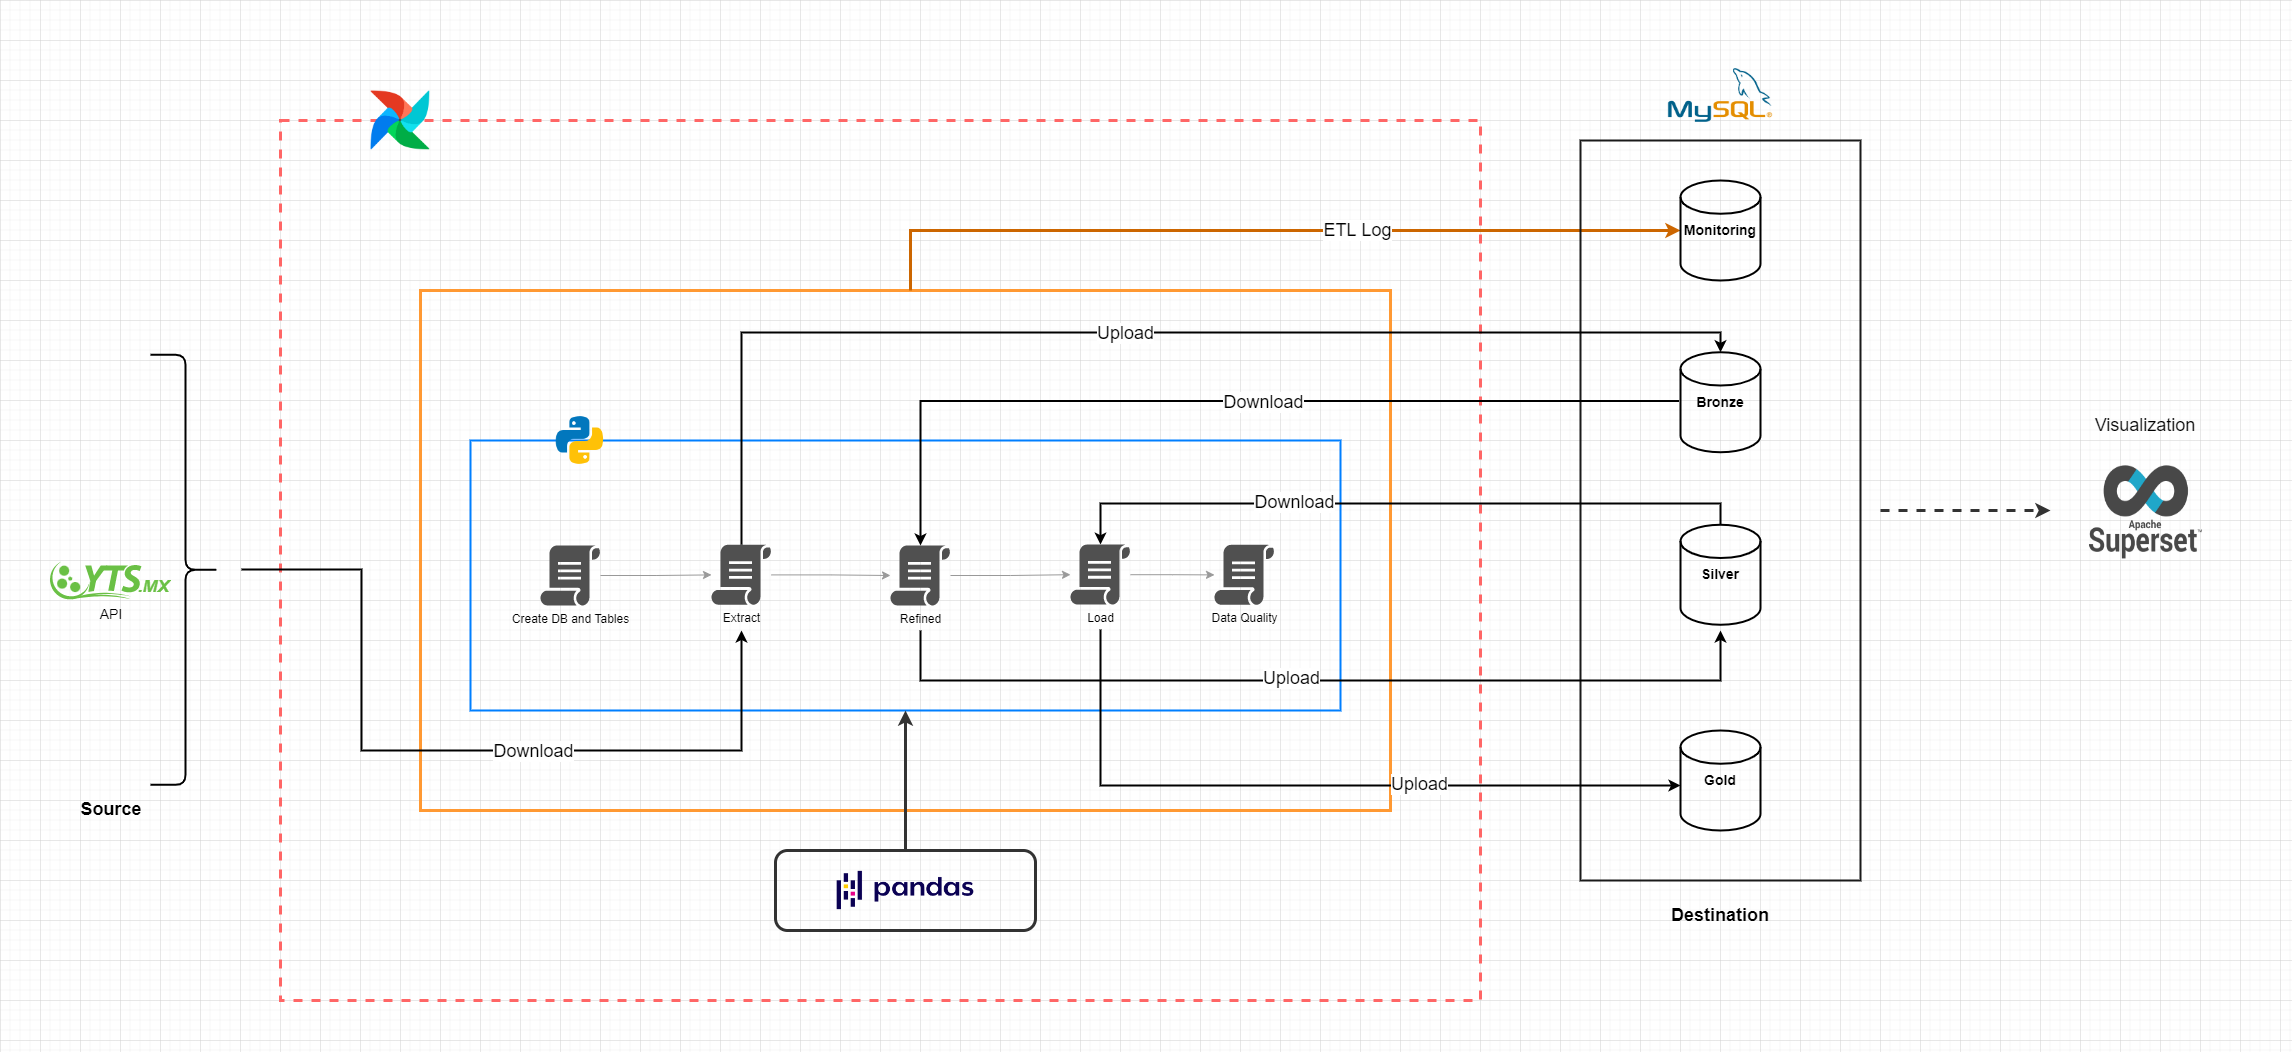 MySQL®
ETL Log
Monitoring
Upload
Download
Bronze
Visualization
Download
Apache
Superset™
Silver
YTS.MX
API
Create DB and Tables
Extract
Refined
Load
Data Quality
Upload
Download
Upload
Gold
Source
pandas
Destination